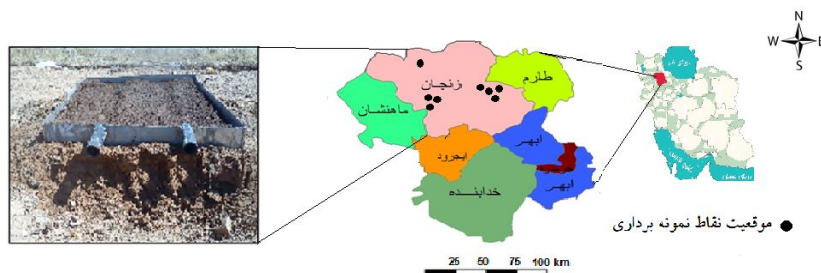 N
W E
S
طارم
زنجان
ماهنشان
ابهر
ایجرود
ابهر
خدابنده
موقعیت نقاط نمونه برداری
25 50 75 100 km